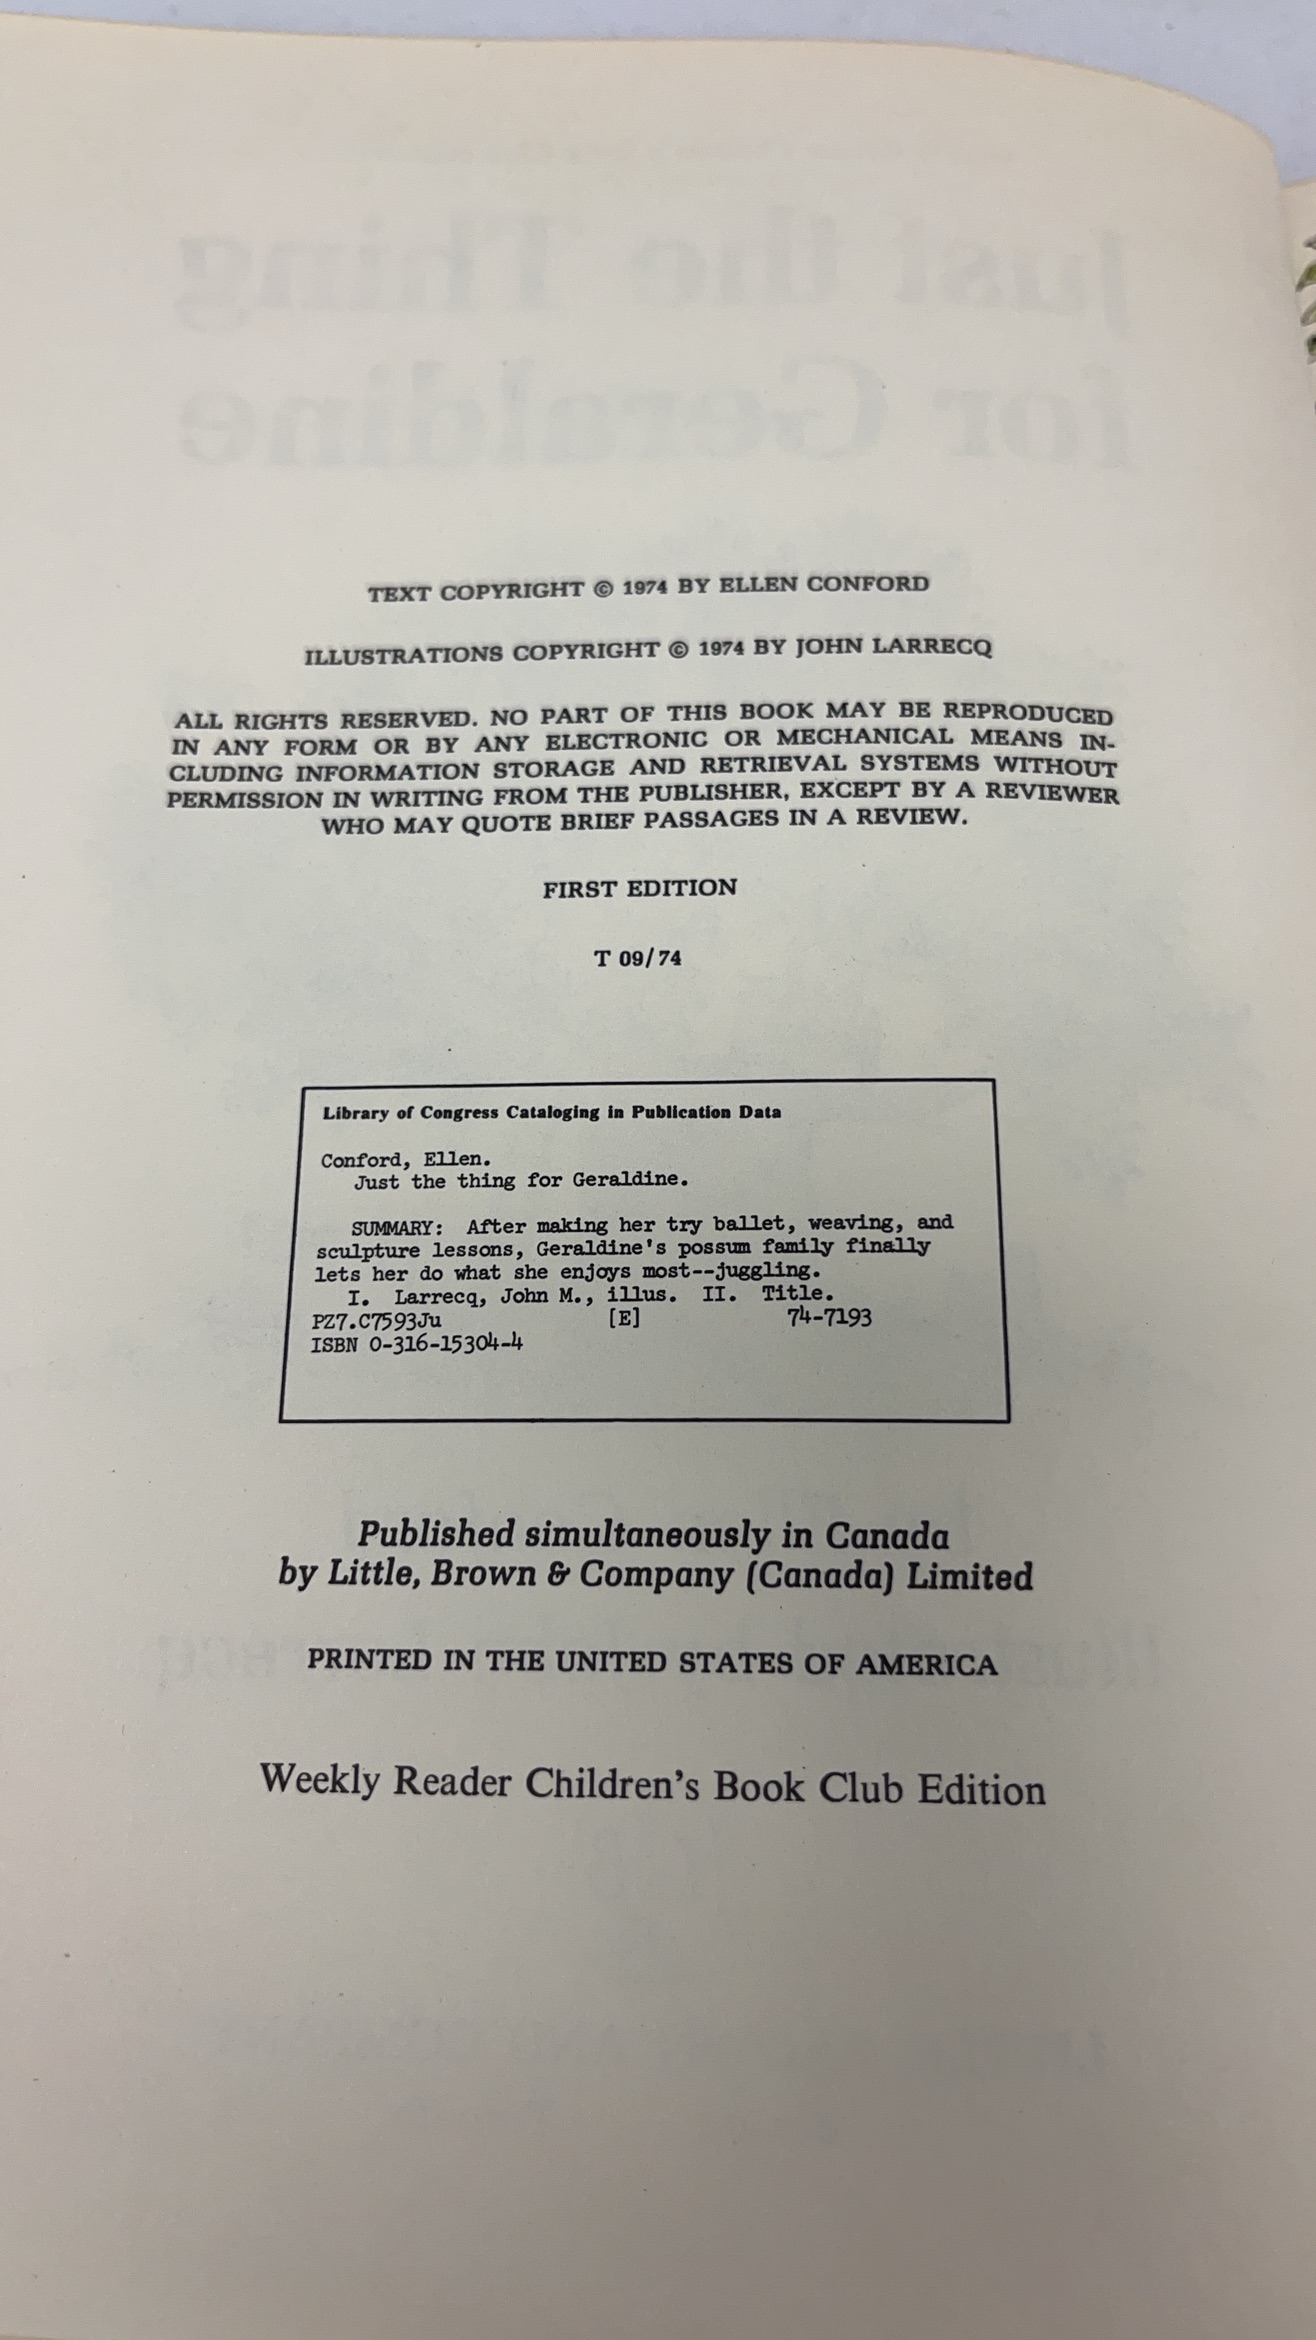 Just the Thing
for Geraldine
TEXT COPYRIGHT © 1974 BY ELLEN CONFORD
ILLUSTRATIONS COPYRIGHT © 1974 BY JOHN LARRECQ
ALL RIGHTS RESERVED. NO PART OF THIS BOOK MAY BE REPRODUCED
IN ANY FORM OR BY ANY ELECTRONIC OR MECHANICAL MEANS IN-
CLUDING INFORMATION STORAGE AND RETRIEVAL SYSTEMS WITHOUT
PERMISSION IN WRITING FROM THE PUBLISHER, EXCEPT BY A REVIEWER
WHO MAY QUOTE BRIEF PASSAGES IN A REVIEW.
FIRST EDITION
T 09/74
Library of Congress Cataloging in Publication Data
Conford, Ellen.
Just the thing for Geraldine.
SUMMARY: After making her try ballet, weaving, and
sculpture lessons, Geraldine's possum family finally
lets her do what she enjoys most--juggling.
I. Larrecq, John M., illus. II. Title.
PZ7.C7593Ju [E] 74-7193
ISBN 0-316-15304-4
Published simultaneously in Canada
by Little, Brown & Company (Canada) Limited
PRINTED IN THE UNITED STATES OF AMERICA
Weekly Reader Children's Book Club Edition